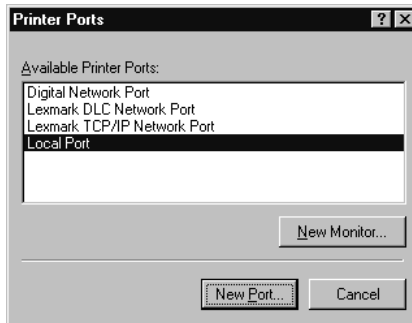 Printer Ports
Available Printer Ports:
Digital Network Port
Lexmark DLC Network Port
Lexmark TCP/IP Network Port
Local Port
New Monitor...
New Port...
Cancel